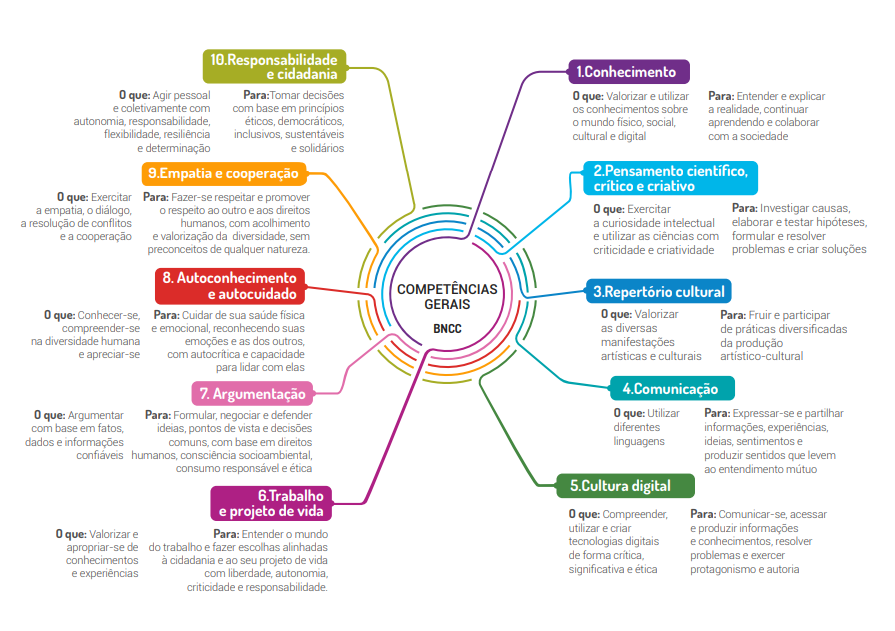 COMPETÊNCIAS
GERAIS
BNCC
1.Conhecimento
O que: Valorizar e utilizar
os conhecimentos sobre
o mundo físico, social,
cultural e digital
Para: Entender e explicar
a realidade, continuar
aprendendo e colaborar
com a sociedade
2.Pensamento científico,
crítico e criativo
O que: Exercitar
a curiosidade intelectual
e utilizar as ciências com
criticidade e criatividade
Para: Investigar causas,
elaborar e testar hipóteses,
formular e resolver
problemas e criar soluções
3.Repertório cultural
O que: Valorizar
as diversas
manifestações
artísticas e culturais
Para: Fruir e participar
de práticas diversificadas
da produção
artístico-cultural
4.Comunicação
O que: Utilizar
diferentes
linguagens
Para: Expressar-se e partilhar
informações, experiências,
ideias, sentimentos e
produzir sentidos que levem
ao entendimento mútuo
5.Cultura digital
O que: Compreender,
utilizar e criar
tecnologias digitais
de forma crítica,
significativa e ética
Para: Comunicar-se, acessar
e produzir informações
e conhecimentos, resolver
problemas e exercer
protagonismo e autoria
6.Trabalho
e projeto de vida
O que: Valorizar e
apropriar-se de
conhecimentos
e experiências
Para: Entender o mundo
do trabalho e fazer escolhas alinhadas
à cidadania e ao seu projeto de vida
com liberdade, autonomia,
criticidade e responsabilidade.
7. Argumentação
O que: Argumentar
com base em fatos,
dados e informações
confiáveis
Para: Formular, negociar e defender
ideias, pontos de vista e decisões
comuns, com base em direitos
humanos, consciência socioambiental,
consumo responsável e ética
8. Autoconhecimento
e autocuidado
O que: Conhecer-se,
compreender-se
na diversidade humana
e apreciar-se
Para: Cuidar de sua saúde física
e emocional, reconhecendo suas
emoções e as dos outros,
com autocrítica e capacidade
para lidar com elas
9.Empatia e cooperação
O que: Exercitar
a empatia, o diálogo,
a resolução de conflitos
e a cooperação
Para: Fazer-se respeitar e promover
o respeito ao outro e aos direitos
humanos, com acolhimento
e valorização da diversidade, sem
preconceitos de qualquer natureza.
10.Responsabilidade
e cidadania
O que: Agir pessoal
e coletivamente com
autonomia, responsabilidade,
flexibilidade, resiliência
e determinação
Para:Tomar decisões
com base em princípios
éticos, democráticos,
inclusivos, sustentáveis
e solidários